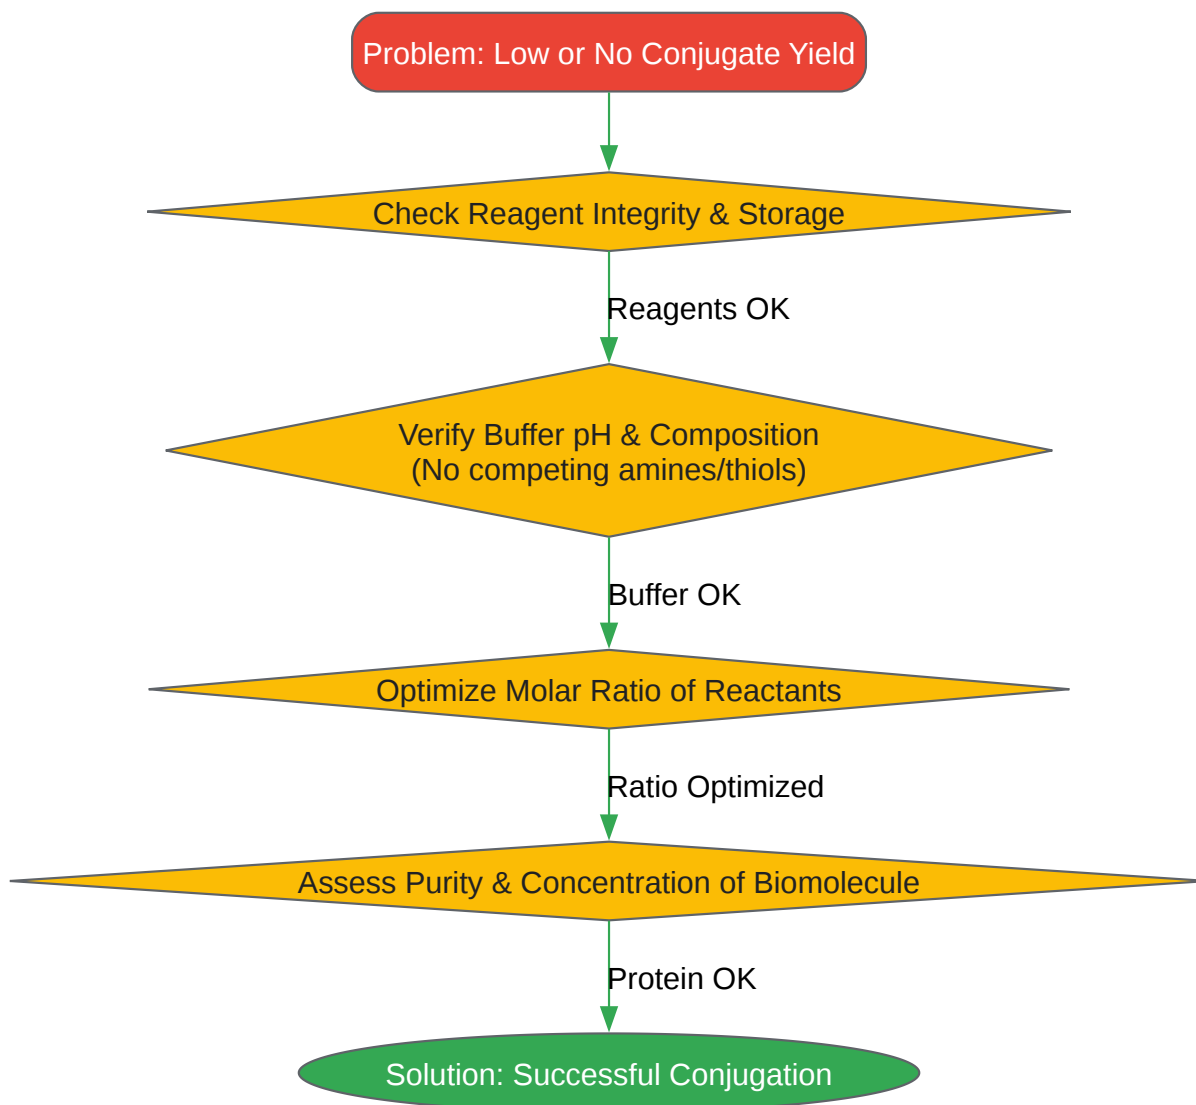 Problem: Low or No Conjugate Yield
Check Reagent Integrity & Storage
Reagents OK
Verify Buffer pH & Composition
(No competing amines/thiols)
Buffer OK
Optimize Molar Ratio of Reactants
Ratio Optimized
Assess Purity & Concentration of Biomolecule
Protein OK
Solution: Successful Conjugation